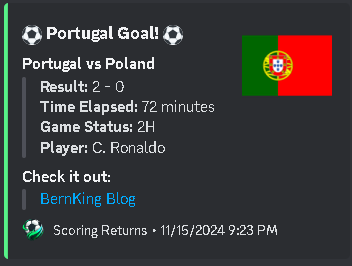 ⚽ Portugal Goal! ⚽
Portugal vs Poland
Result: 2 - 0
Time Elapsed: 72 minutes
Game Status: 2H
Player: C. Ronaldo
Check it out:
BernKing Blog
Scoring Returns • 11/15/2024 9:23 PM